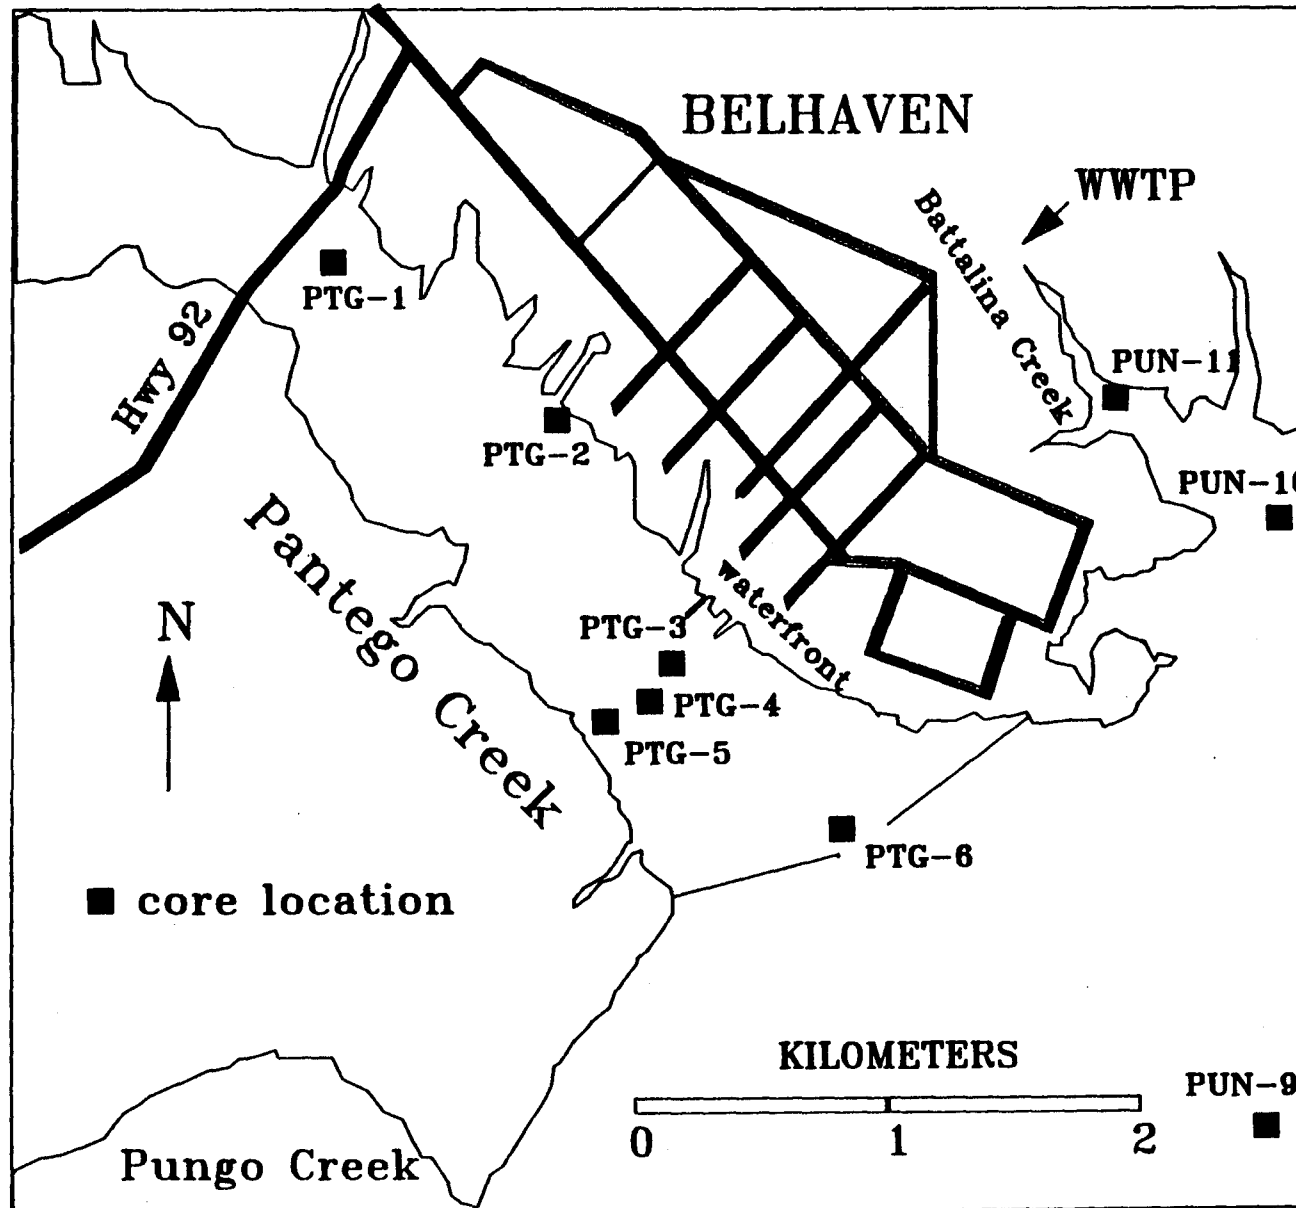 BELHAVEN
WWTP
Battalina Creek
PTG-1
Hwy 92
PUN-11
PTG-2
PUN-10
Pantego Creek
waterfront
N
PTG-3
PTG-4
PTG-5
PTG-6
core location
KILOMETERS
0 1 2
PUN-9
Pungo Creek